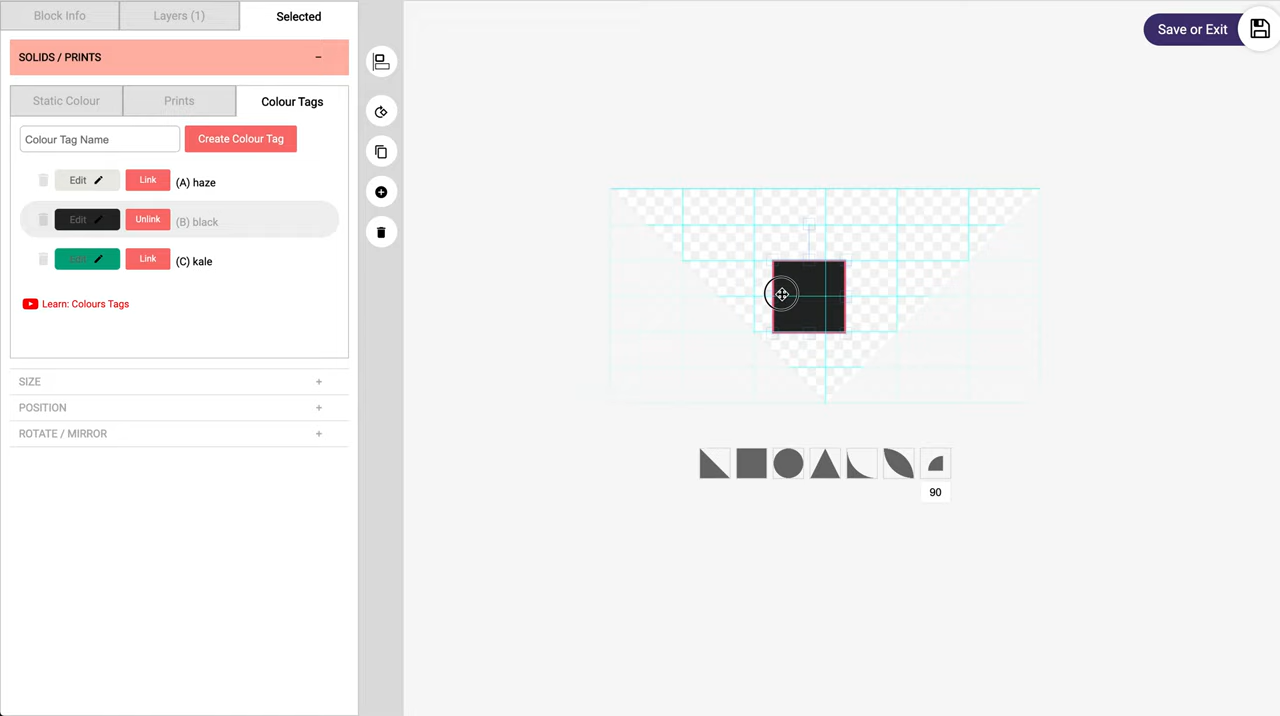 Block Info
Layers (1)
Selected
Save or Exit
SOLIDS / PRINTS
Static Colour
Prints
Colour Tags
Colour Tag Name
Create Colour Tag
Edit Link (A) haze
Edit Unlink (B) black
Edit Link (C) kale
Learn: Colours Tags
SIZE
POSITION
ROTATE / MIRROR
90